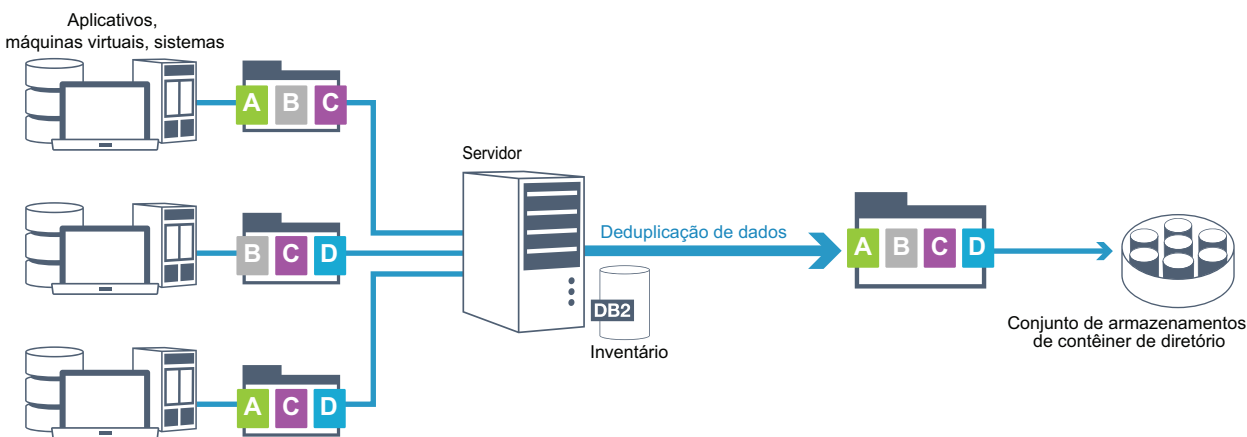 Aplicativos,
máquinas virtuais, sistemas
A B C
B C D
A C D
Servidor
DB2
Inventário
Deduplicação de dados
A B C D
Conjunto de armazenamentos
de contêiner de diretório